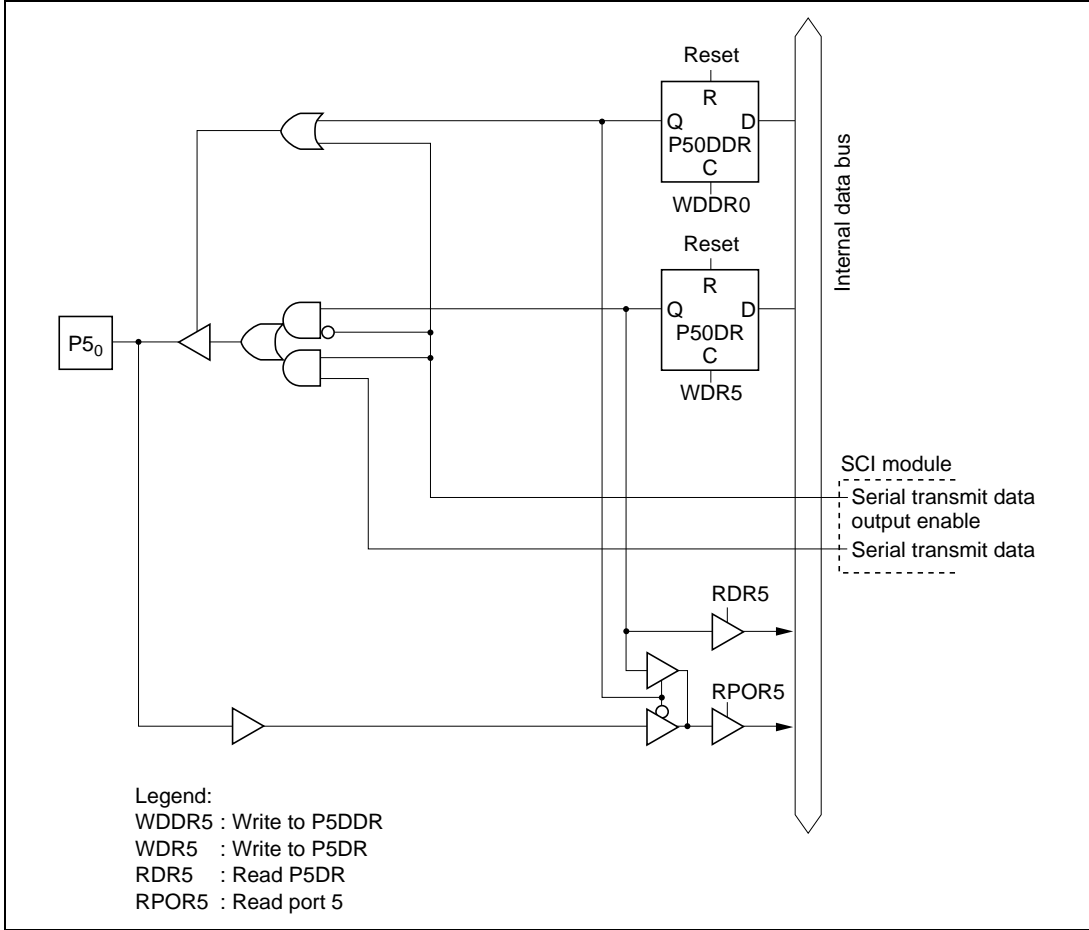 Reset
R
Q D
P50DDR
C
WDDR0
Reset
R
Q D
P50DR
C
WDR5
Internal data bus
P5₀
SCI module
Serial transmit data
output enable
Serial transmit data
RDR5
RPOR5
Legend:
WDDR5 : Write to P5DDR
WDR5 : Write to P5DR
RDR5 : Read P5DR
RPOR5 : Read port 5